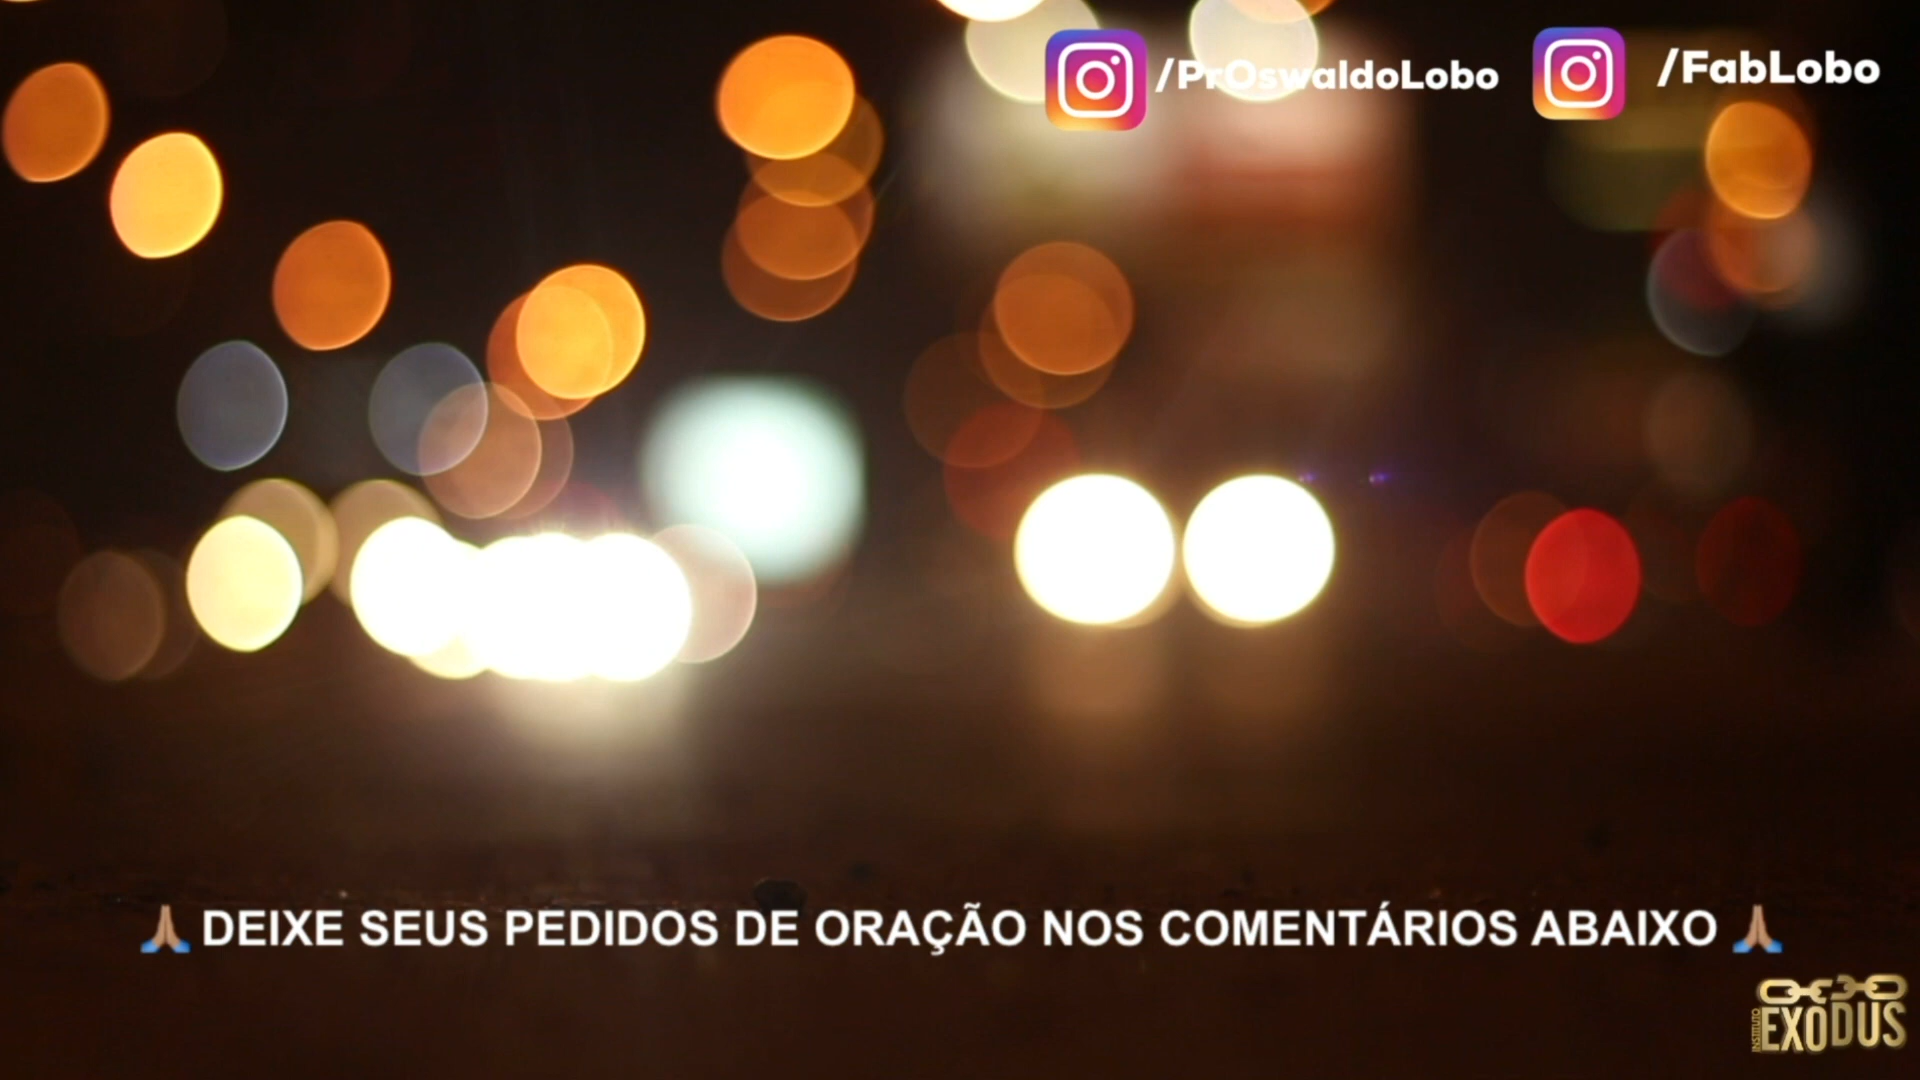 /PrOswaldoLobo
/FabLobo
🙏🏽 DEIXE SEUS PEDIDOS DE ORAÇÃO NOS COMENTÁRIOS ABAIXO 🙏🏽
INSTITUTO
EXODUS